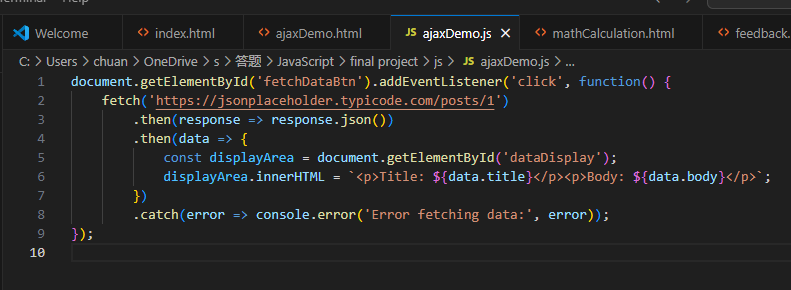 Terminal Help
Welcome index.html ajaxDemo.html ajaxDemo.js mathCalculation.html feedback.
C: > Users > chuan > OneDrive > s > 答题 > JavaScript > final project > js > ajaxDemo.js > ...
1 document.getElementById('fetchDataBtn').addEventListener('click', function() {
2 fetch('https://jsonplaceholder.typicode.com/posts/1')
3 .then(response => response.json())
4 .then(data => {
5 const displayArea = document.getElementById('dataDisplay');
6 displayArea.innerHTML = `<p>Title: ${data.title}</p><p>Body: ${data.body}</p>`;
7 })
8 .catch(error => console.error('Error fetching data:', error));
9 });
10